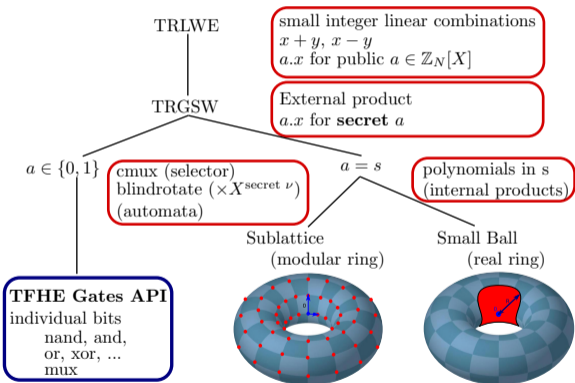 TRLWE
small integer linear combinations
x + y, x − y
a.x for public a ∈ ℤ_N[X]
TRGSW
External product
a.x for secret a
a ∈ {0, 1}
cmux (selector)
blindrotate (×X^{secret ν})
(automata)
a = s
polynomials in s
(internal products)
Sublattice
(modular ring)
Small Ball
(real ring)
TFHE Gates API
individual bits
nand, and,
or, xor, ...
mux